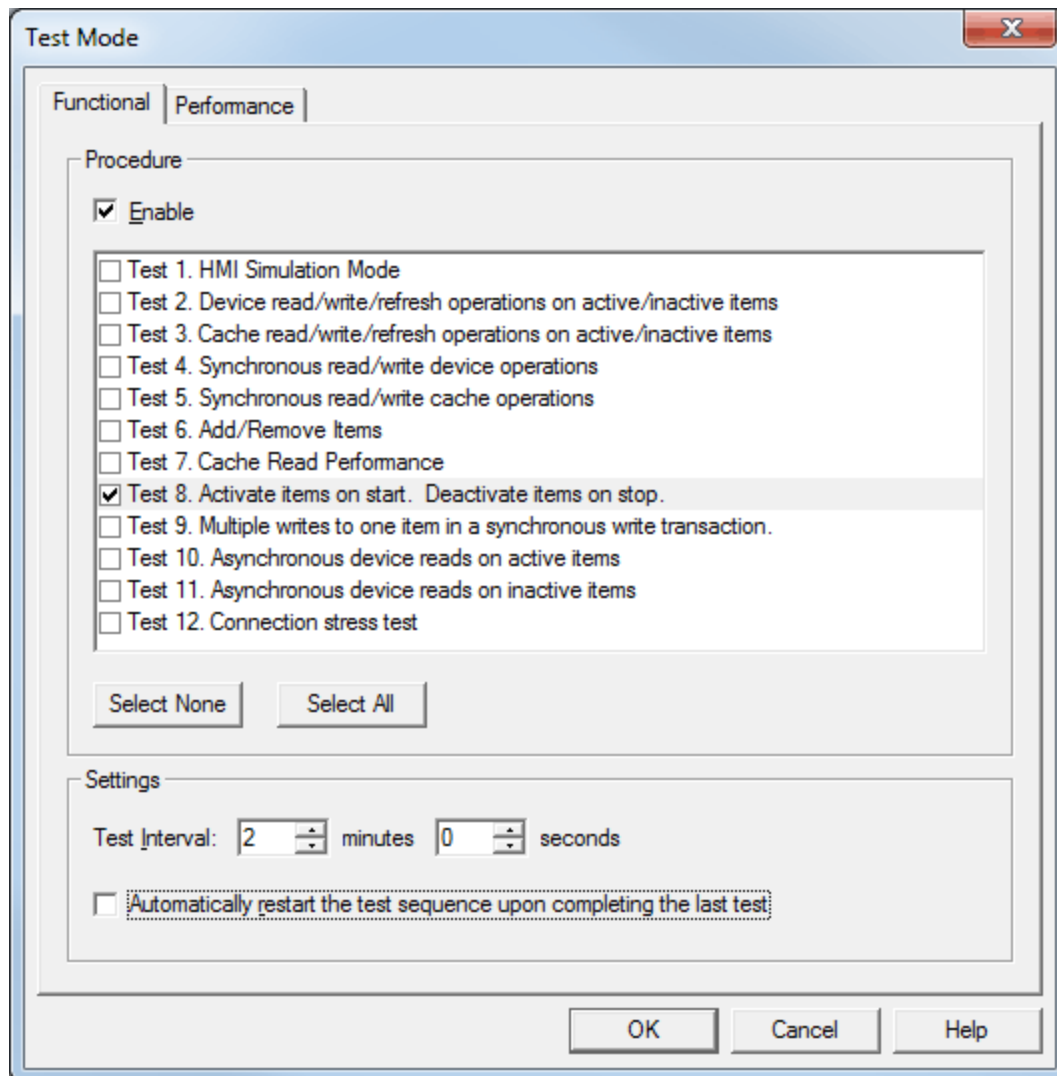 Test Mode
Functional Performance
Procedure
Enable
Test 1. HMI Simulation Mode
Test 2. Device read/write/refresh operations on active/inactive items
Test 3. Cache read/write/refresh operations on active/inactive items
Test 4. Synchronous read/write device operations
Test 5. Synchronous read/write cache operations
Test 6. Add/Remove Items
Test 7. Cache Read Performance
Test 8. Activate items on start.  Deactivate items on stop.
Test 9. Multiple writes to one item in a synchronous write transaction.
Test 10. Asynchronous device reads on active items
Test 11. Asynchronous device reads on inactive items
Test 12. Connection stress test
Select None Select All
Settings
Test Interval: 2 minutes 0 seconds
Automatically restart the test sequence upon completing the last test
OK Cancel Help